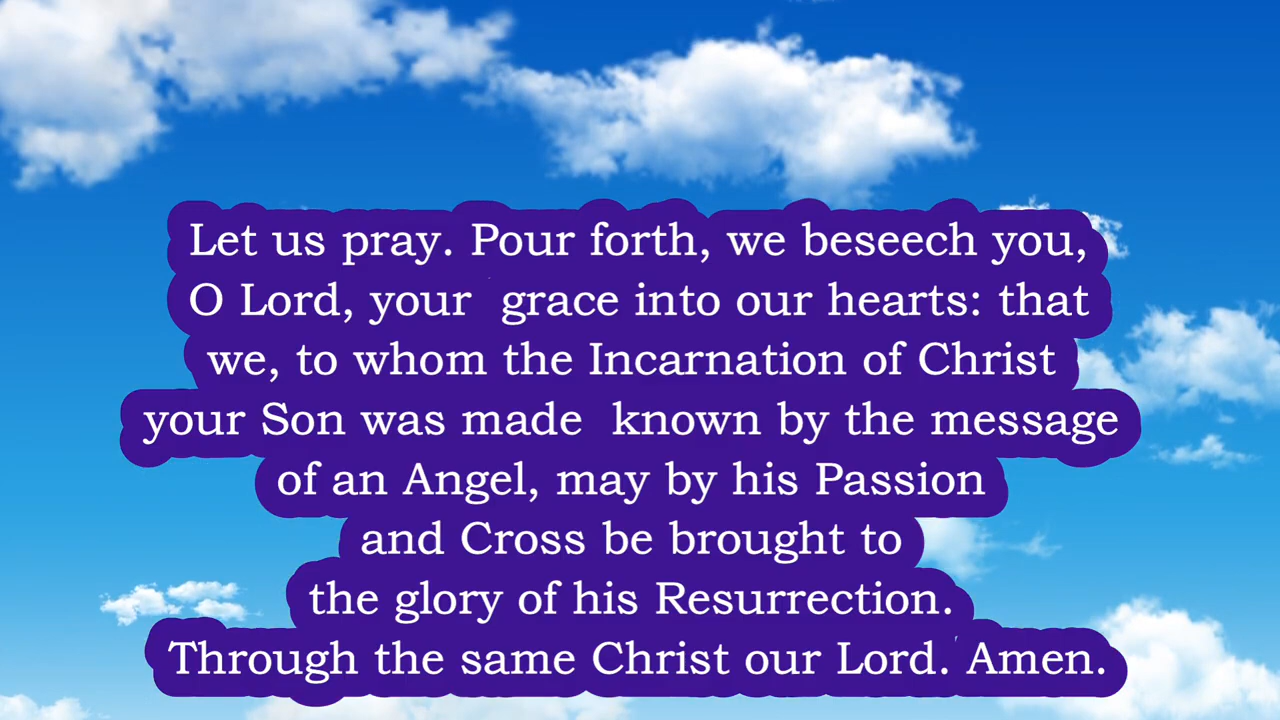 Let us pray. Pour forth, we beseech you,
O Lord, your grace into our hearts: that
we, to whom the Incarnation of Christ
your Son was made known by the message
of an Angel, may by his Passion
and Cross be brought to
the glory of his Resurrection.
Through the same Christ our Lord. Amen.